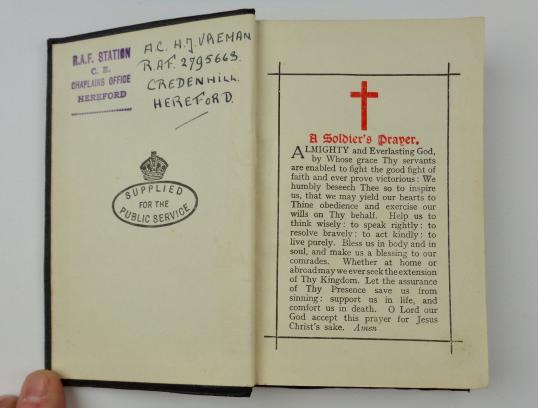 R.A.F. STATION
C. E.
CHAPLAINS OFFICE
HEREFORD
A.C. H.J. VREMAN
R.A.F. 2795663.
CREDENHILL.
HEREFORD.
SUPPLIED
FOR THE
PUBLIC SERVICE
A Soldier's Prayer.
ALMIGHTY and Everlasting God,
by Whose grace Thy servants
are enabled to fight the good fight of
faith and ever prove victorious : We
humbly beseech Thee so to inspire
us, that we may yield our hearts to
Thine obedience and exercise our
wills on Thy behalf. Help us to
think wisely : to speak rightly : to
resolve bravely : to act kindly : to
live purely. Bless us in body and in
soul, and make us a blessing to our
comrades. Whether at home or
abroad may we ever seek the extension
of Thy Kingdom. Let the assurance
of Thy Presence save us from
sinning : support us in life, and
comfort us in death. O Lord our
God accept this prayer for Jesus
Christ's sake. Amen